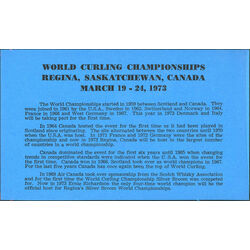 WORLD CURLING CHAMPIONSHIPS
REGINA, SASKATCHEWAN, CANADA
MARCH 19 - 24, 1973
The World Championships started in 1959 between Scotland and Canada. They
were joined in 1961 by the U.S.A., Sweden in 1962, Switzerland and Norway in 1964,
France in 1966 and West Germany in 1967. This year in 1973 Denmark and Italy
will be taking part for the first time.
In 1964 Canada hosted the event for the first time as it had been played in
Scotland since originating. The site alternated between the two countries until 1970
when the U.S.A. was host. In 1971 France and 1972 Germany were the sites of the
championship and now in 1973 Regina, Canada will be host to the largest number
of countries in a world championship.
Canada dominated the event for the first six years until 1965 when changing
trends in competitive standards were indicated when the U.S.A. won the event for
the first time. Canada won in 1966. Scotland took over as world champions in 1967.
For the last five years Canada has once again been the top of World Curling.
In 1968 Air Canada took over sponsorship from the Scotch Whisky Association
and for the first time the World Curling Championship Silver Broom was competed
for. Now in 1973 Ernie Richardson the only four-time world champion will be the
official host for Regina's Silver Broom World Championships.